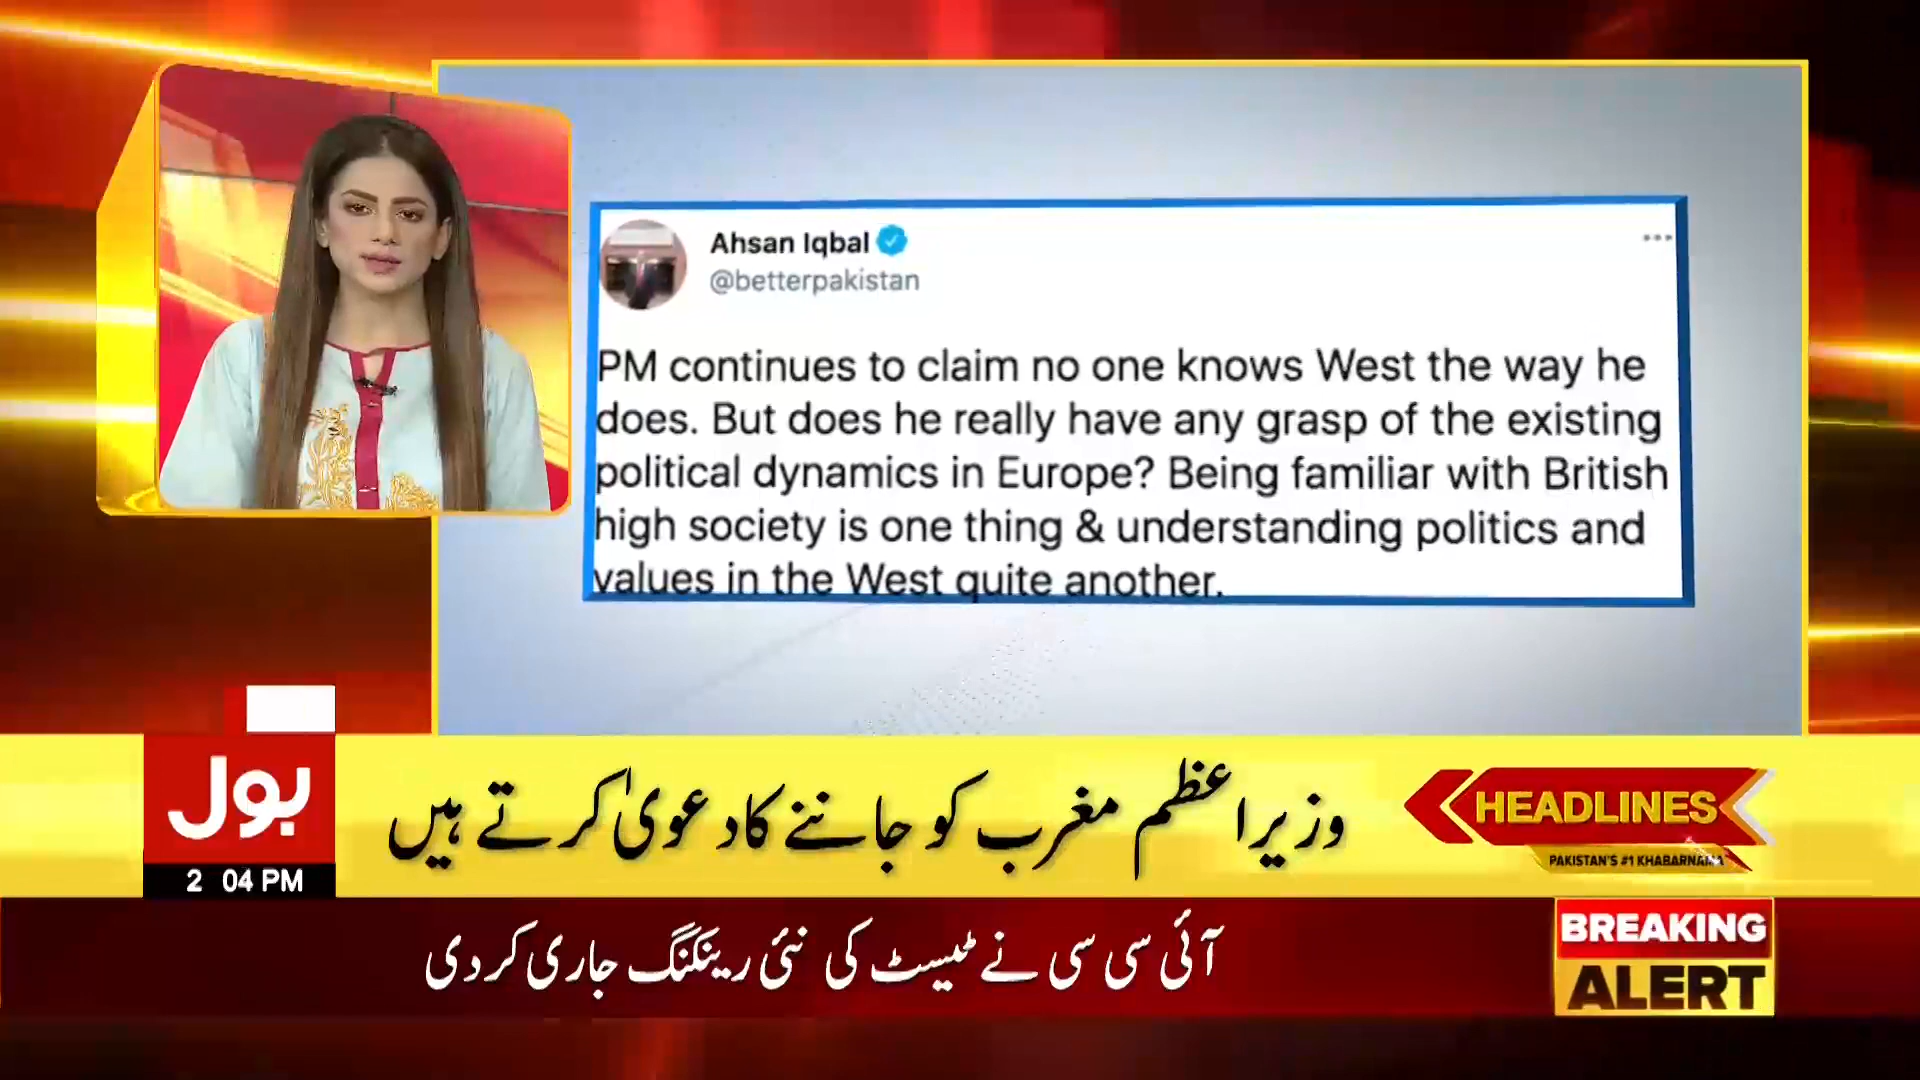 Ahsan Iqbal
@betterpakistan
PM continues to claim no one knows West the way he
does. But does he really have any grasp of the existing
political dynamics in Europe? Being familiar with British
high society is one thing & understanding politics and
values in the West quite another.
بول
2 04 PM
وزیراعظم مغرب کو جاننے کا دعویٰ کرتے ہیں
HEADLINES
PAKISTAN'S #1 KHABARNAMA
آئی سی سی نے ٹیسٹ کی نئی رینکنگ جاری کردی
BREAKING
ALERT